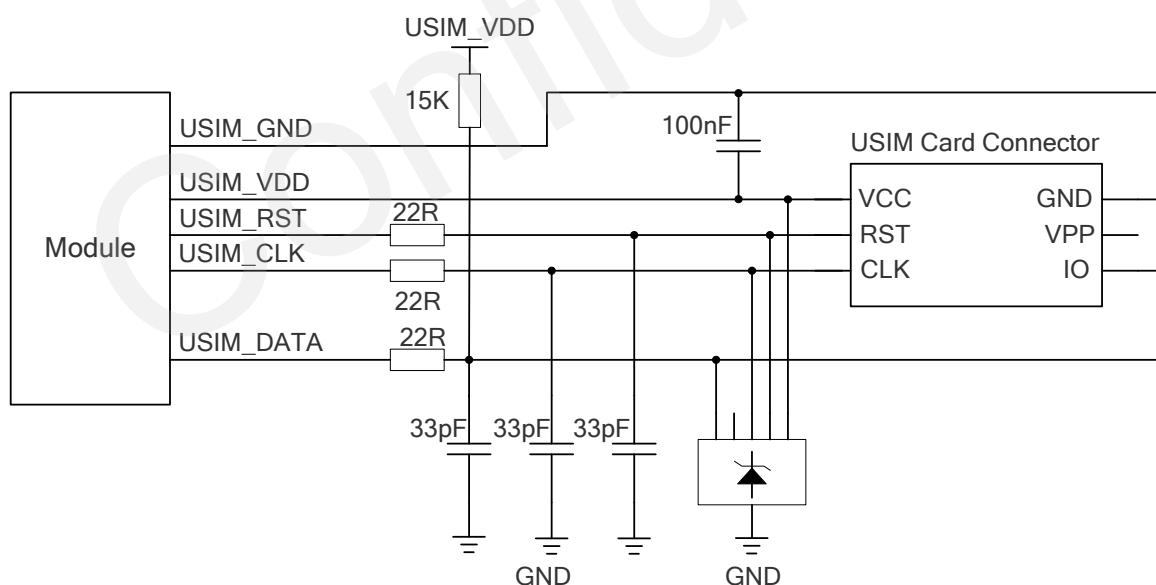 Confid
USIM_VDD
15K
100nF
USIM_GND
USIM_VDD
USIM_RST
USIM_CLK
USIM_DATA
Module
22R
22R
22R
USIM Card Connector
VCC GND
RST VPP
CLK IO
33pF 33pF 33pF
GND GND